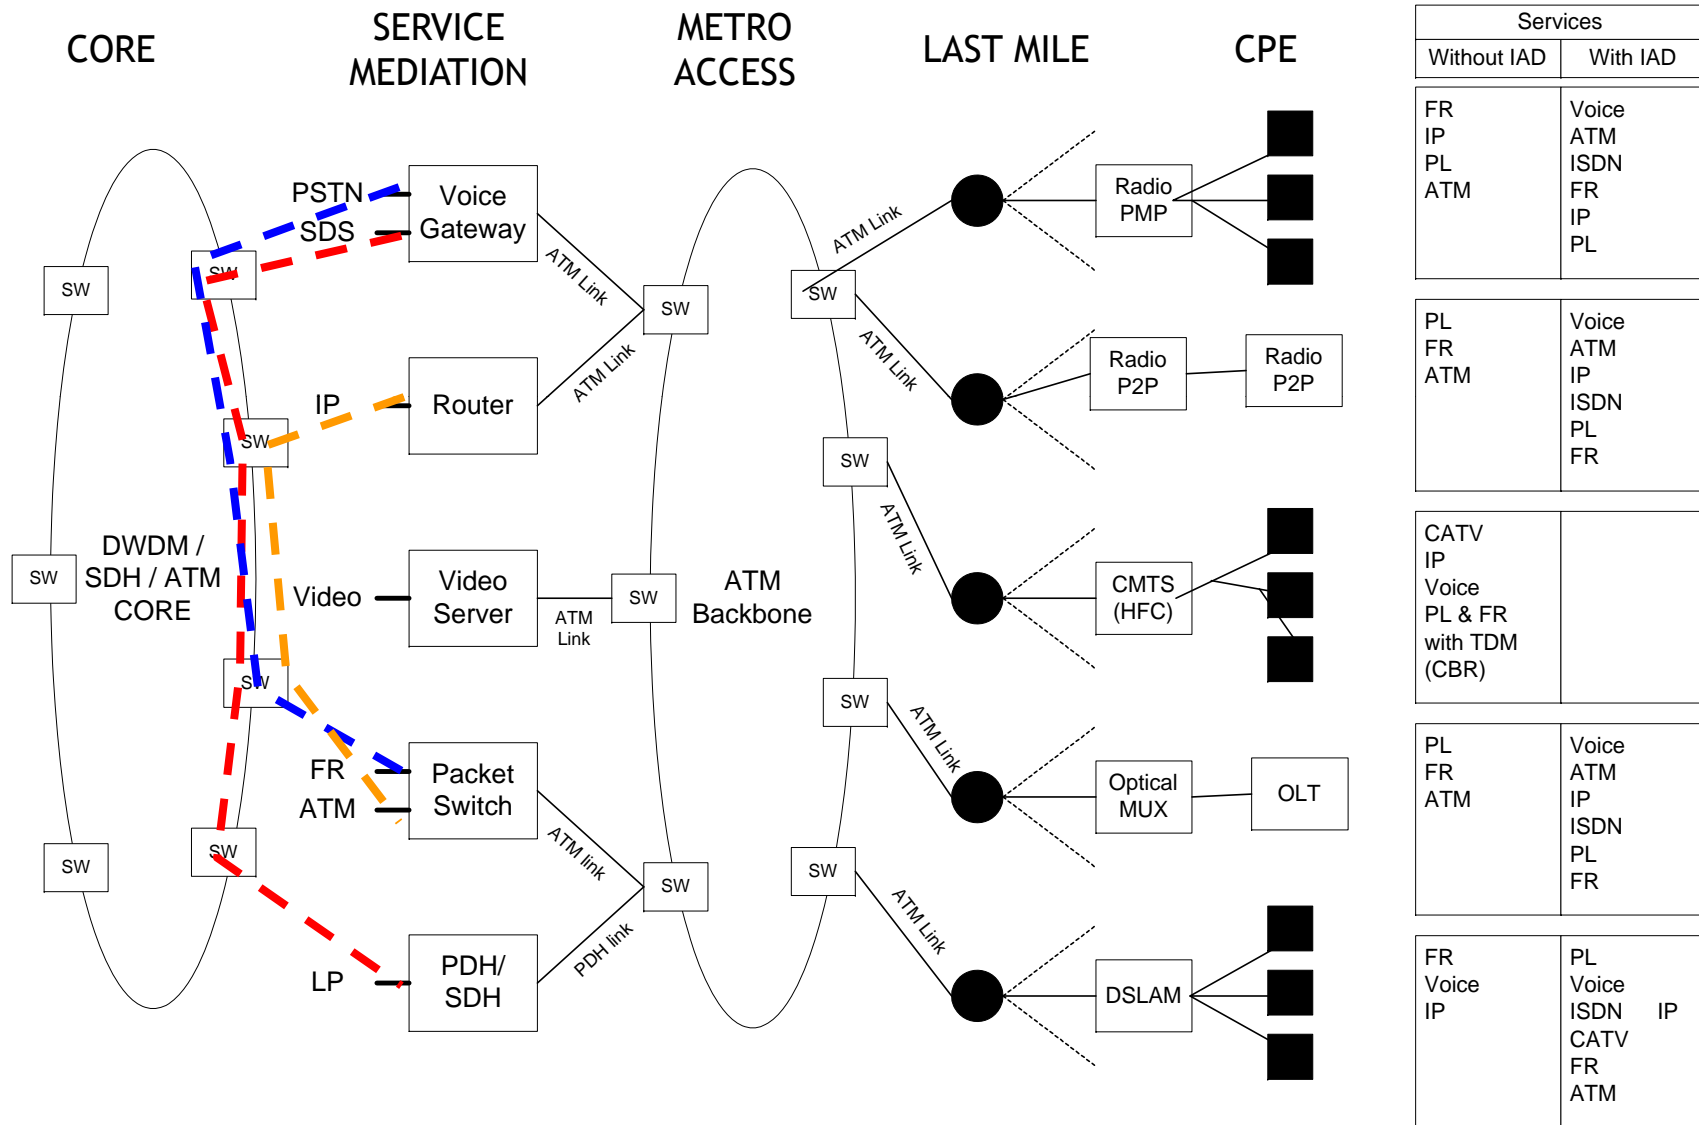 CORE
SERVICE
MEDIATION
METRO
ACCESS
LAST MILE
CPE
Services
Without IAD
With IAD
SW
SW
SW
SW
SW
SW
SW
DWDM /
SDH / ATM
CORE
PSTN
SDS
IP
Video
FR
ATM
LP
Voice
Gateway
Router
Video
Server
Packet
Switch
PDH/
SDH
ATM Link
ATM Link
ATM
Link
ATM link
PDH link
SW
SW
SW
ATM
Backbone
SW
SW
SW
SW
ATM Link
ATM Link
ATM Link
ATM Link
ATM Link
Radio
PMP
Radio
P2P
Radio
P2P
CMTS
(HFC)
Optical
MUX
OLT
DSLAM
FR
IP
PL
ATM
Voice
ATM
ISDN
FR
IP
PL
PL
FR
ATM
Voice
ATM
IP
ISDN
PL
FR
CATV
IP
Voice
PL & FR
with TDM
(CBR)
PL
FR
ATM
Voice
ATM
IP
ISDN
PL
FR
FR
Voice
IP
PL
Voice
ISDN IP
CATV
FR
ATM